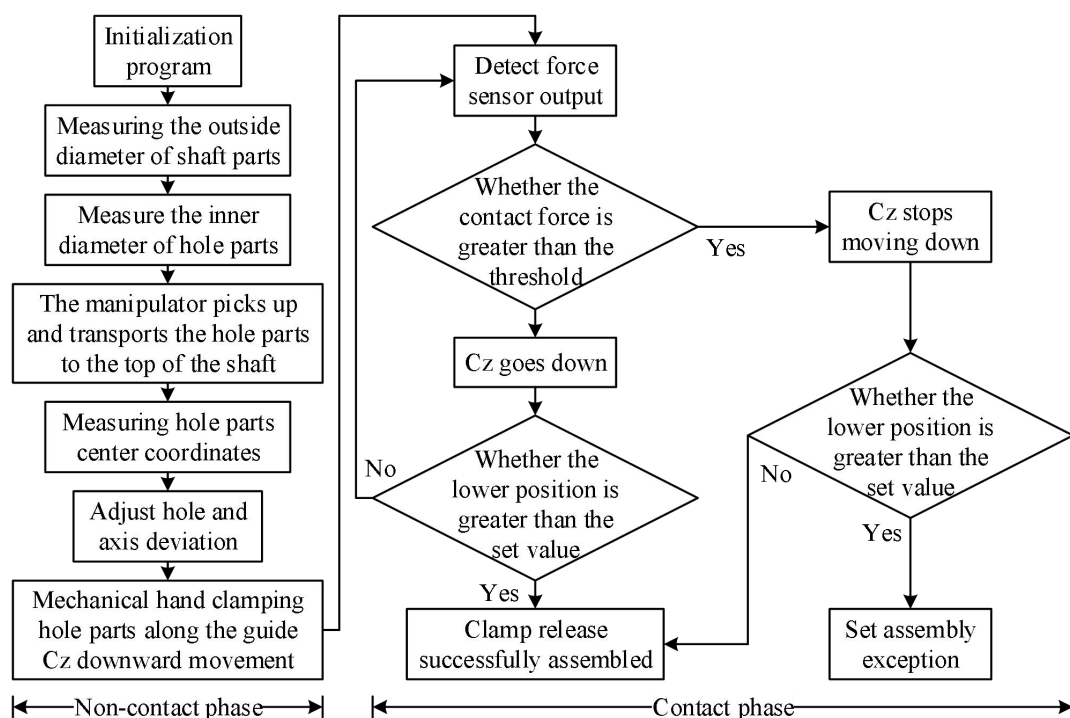 Initialization
program
Measuring the outside
diameter of shaft parts
Measure the inner
diameter of hole parts
The manipulator picks up
and transports the hole parts
to the top of the shaft
Measuring hole parts
center coordinates
Adjust hole and
axis deviation
Mechanical hand clamping
hole parts along the guide
Cz downward movement
Non-contact phase
Detect force
sensor output
Whether the
contact force is
greater than the
threshold
Yes
Cz goes down
Whether the
lower position is
greater than the
set value
No
Yes
Clamp release
successfully assembled
Cz stops
moving down
Whether the
lower position is
greater than the
set value
No
Yes
Set assembly
exception
Contact phase